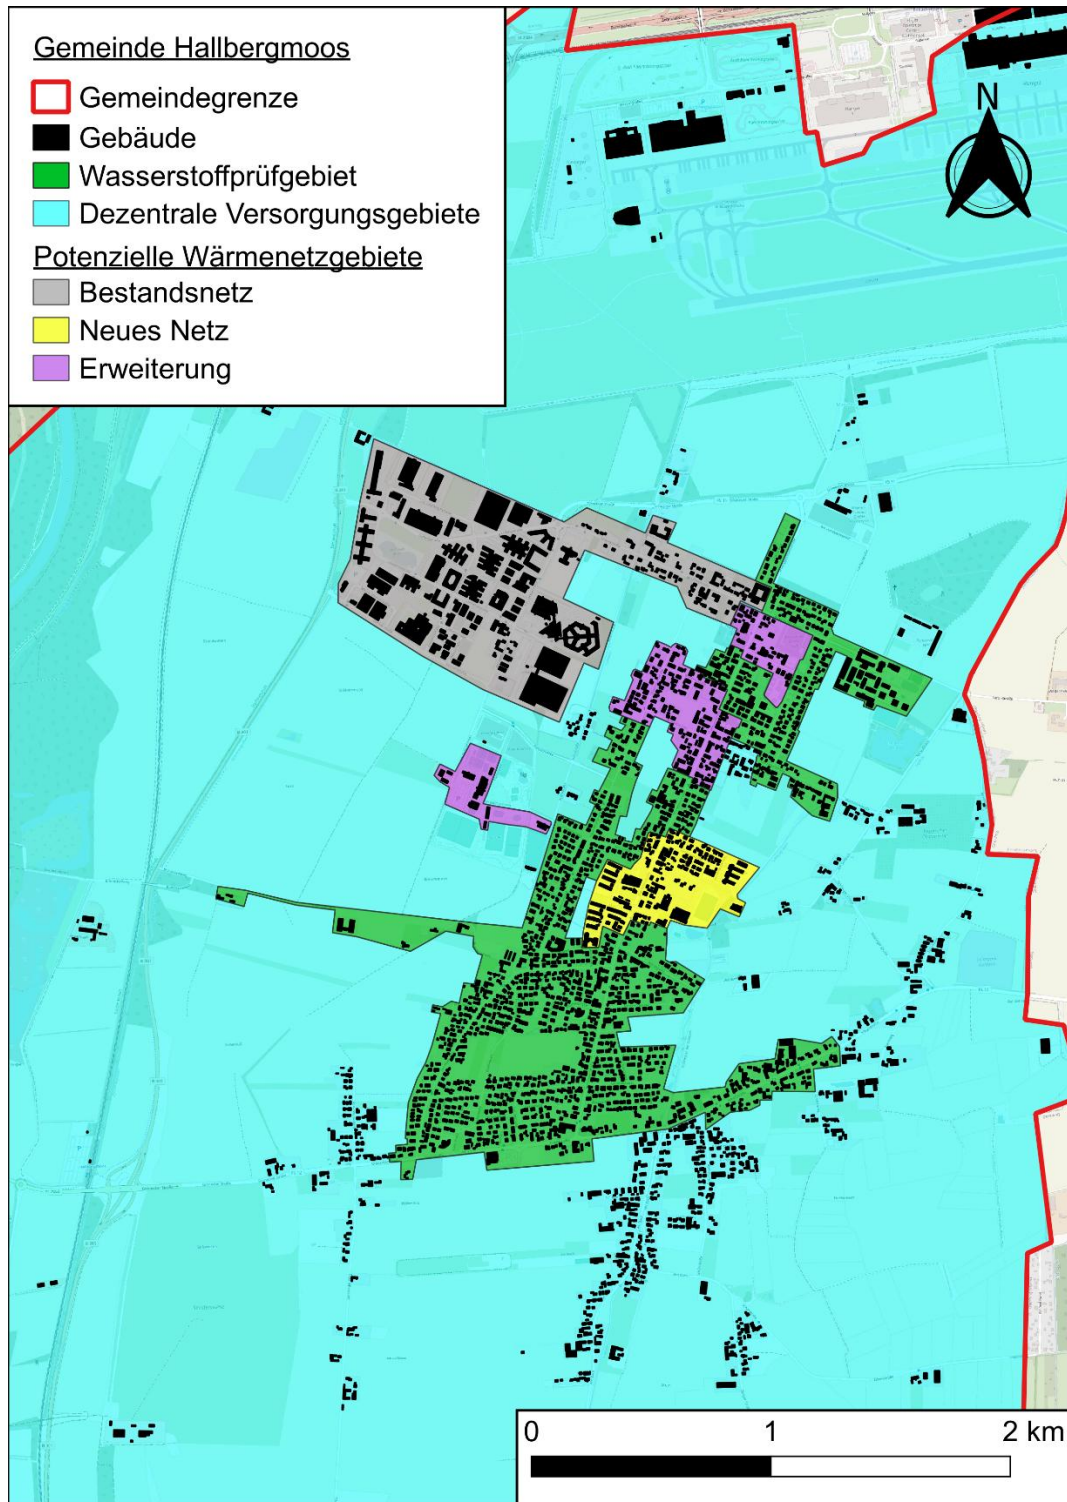 Gemeinde Hallbergmoos
Gemeindegrenze
Gebäude
Wasserstoffprüfgebiet
Dezentrale Versorgungsgebiete
Potenzielle Wärmenetzgebiete
Bestandsnetz
Neues Netz
Erweiterung
N
0 1 2 km